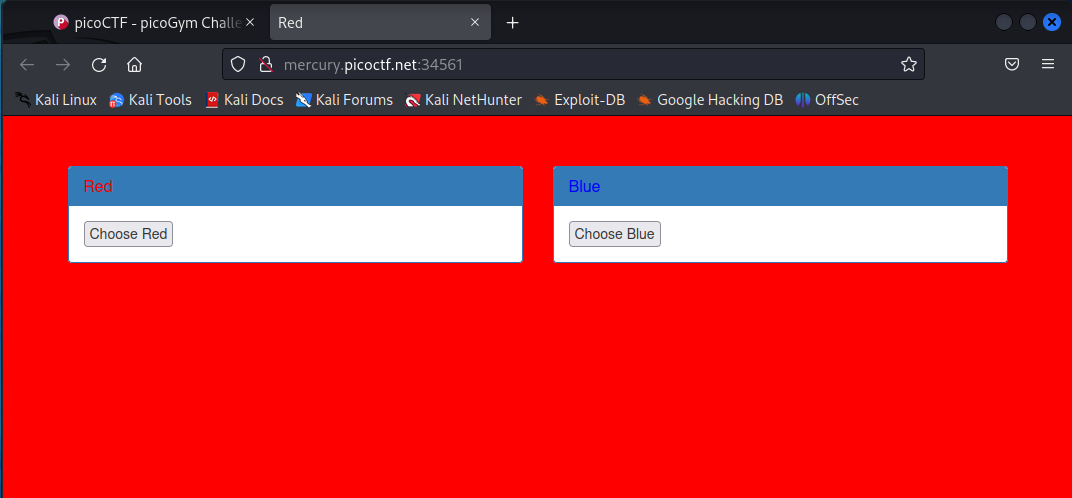 picoCTF - picoGym Challe
Red
mercury.picoctf.net:34561
Kali Linux Kali Tools Kali Docs Kali Forums Kali NetHunter Exploit-DB Google Hacking DB OffSec
Red
Choose Red
Blue
Choose Blue